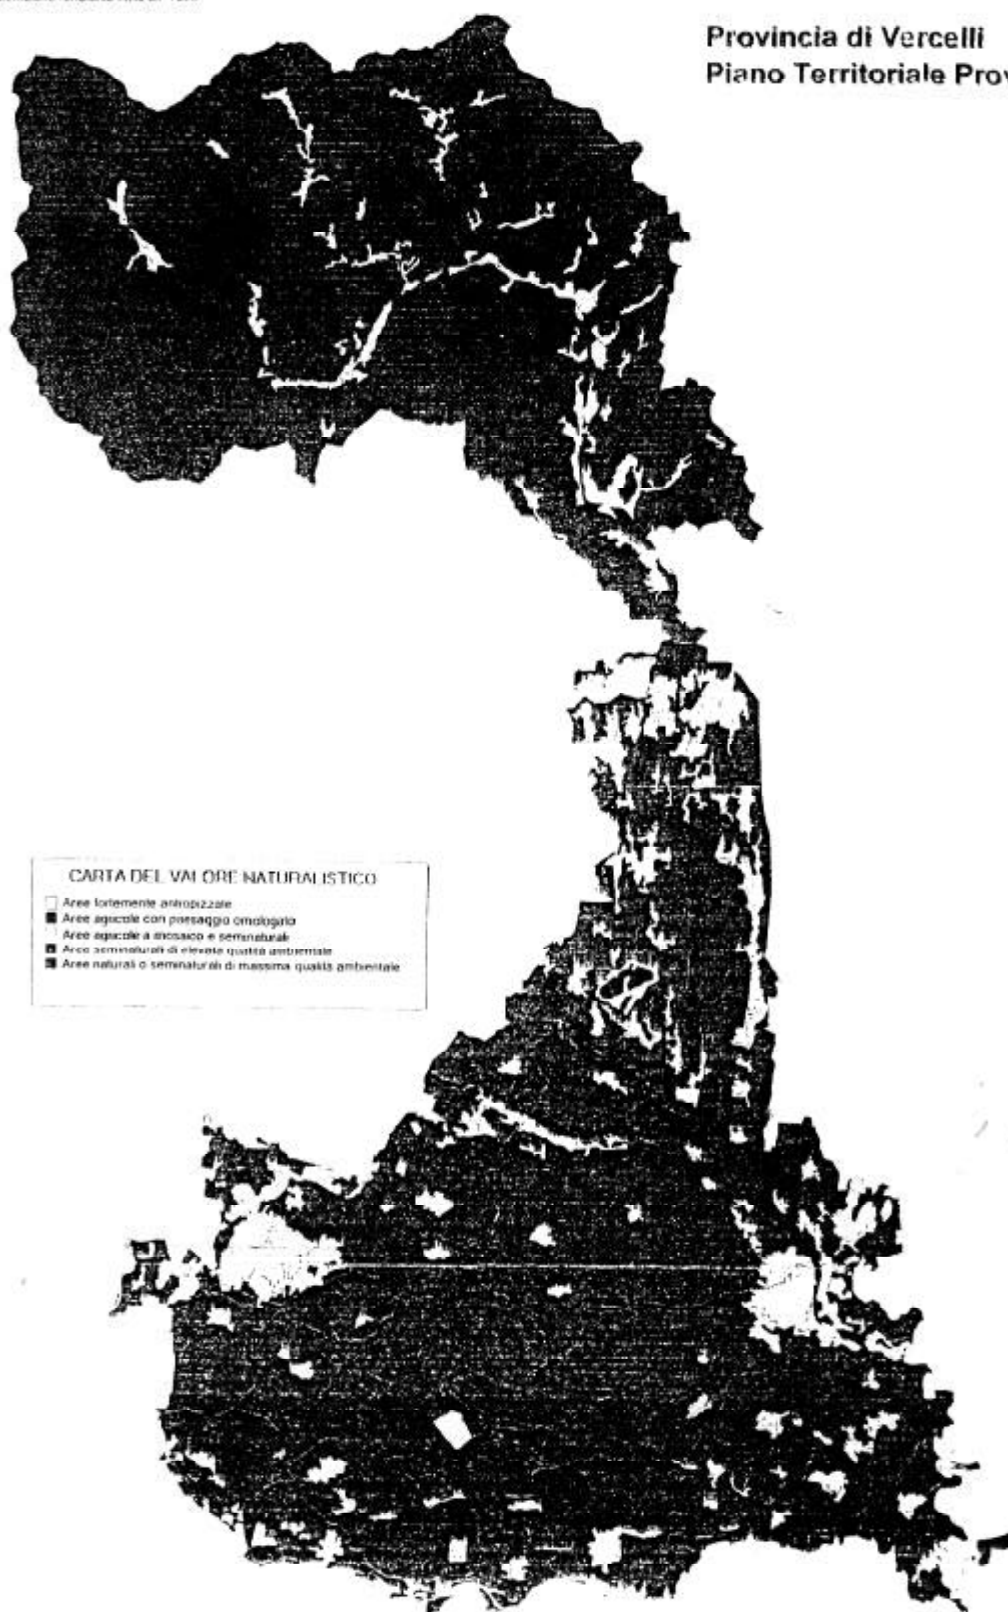 Provincia di Vercelli
Piano Territoriale Prov
CARTA DEL VALORE NATURALISTICO
Aree fortemente antropizzate
Aree agricole con paesaggio omologato
Aree agricole a mosaico e seminaturali
Aree seminaturali di elevata qualità ambientale
Aree naturali o seminaturali di massima qualità ambientale